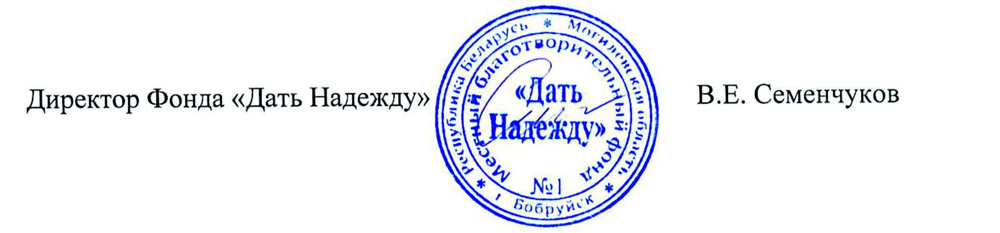 Директор Фонда «Дать Надежду»
Республика Беларусь * Могилевская область *
г Бобруйск *
Местный благотворительный фонд
«Дать
Надежду»
№1
В.Е. Семенчуков